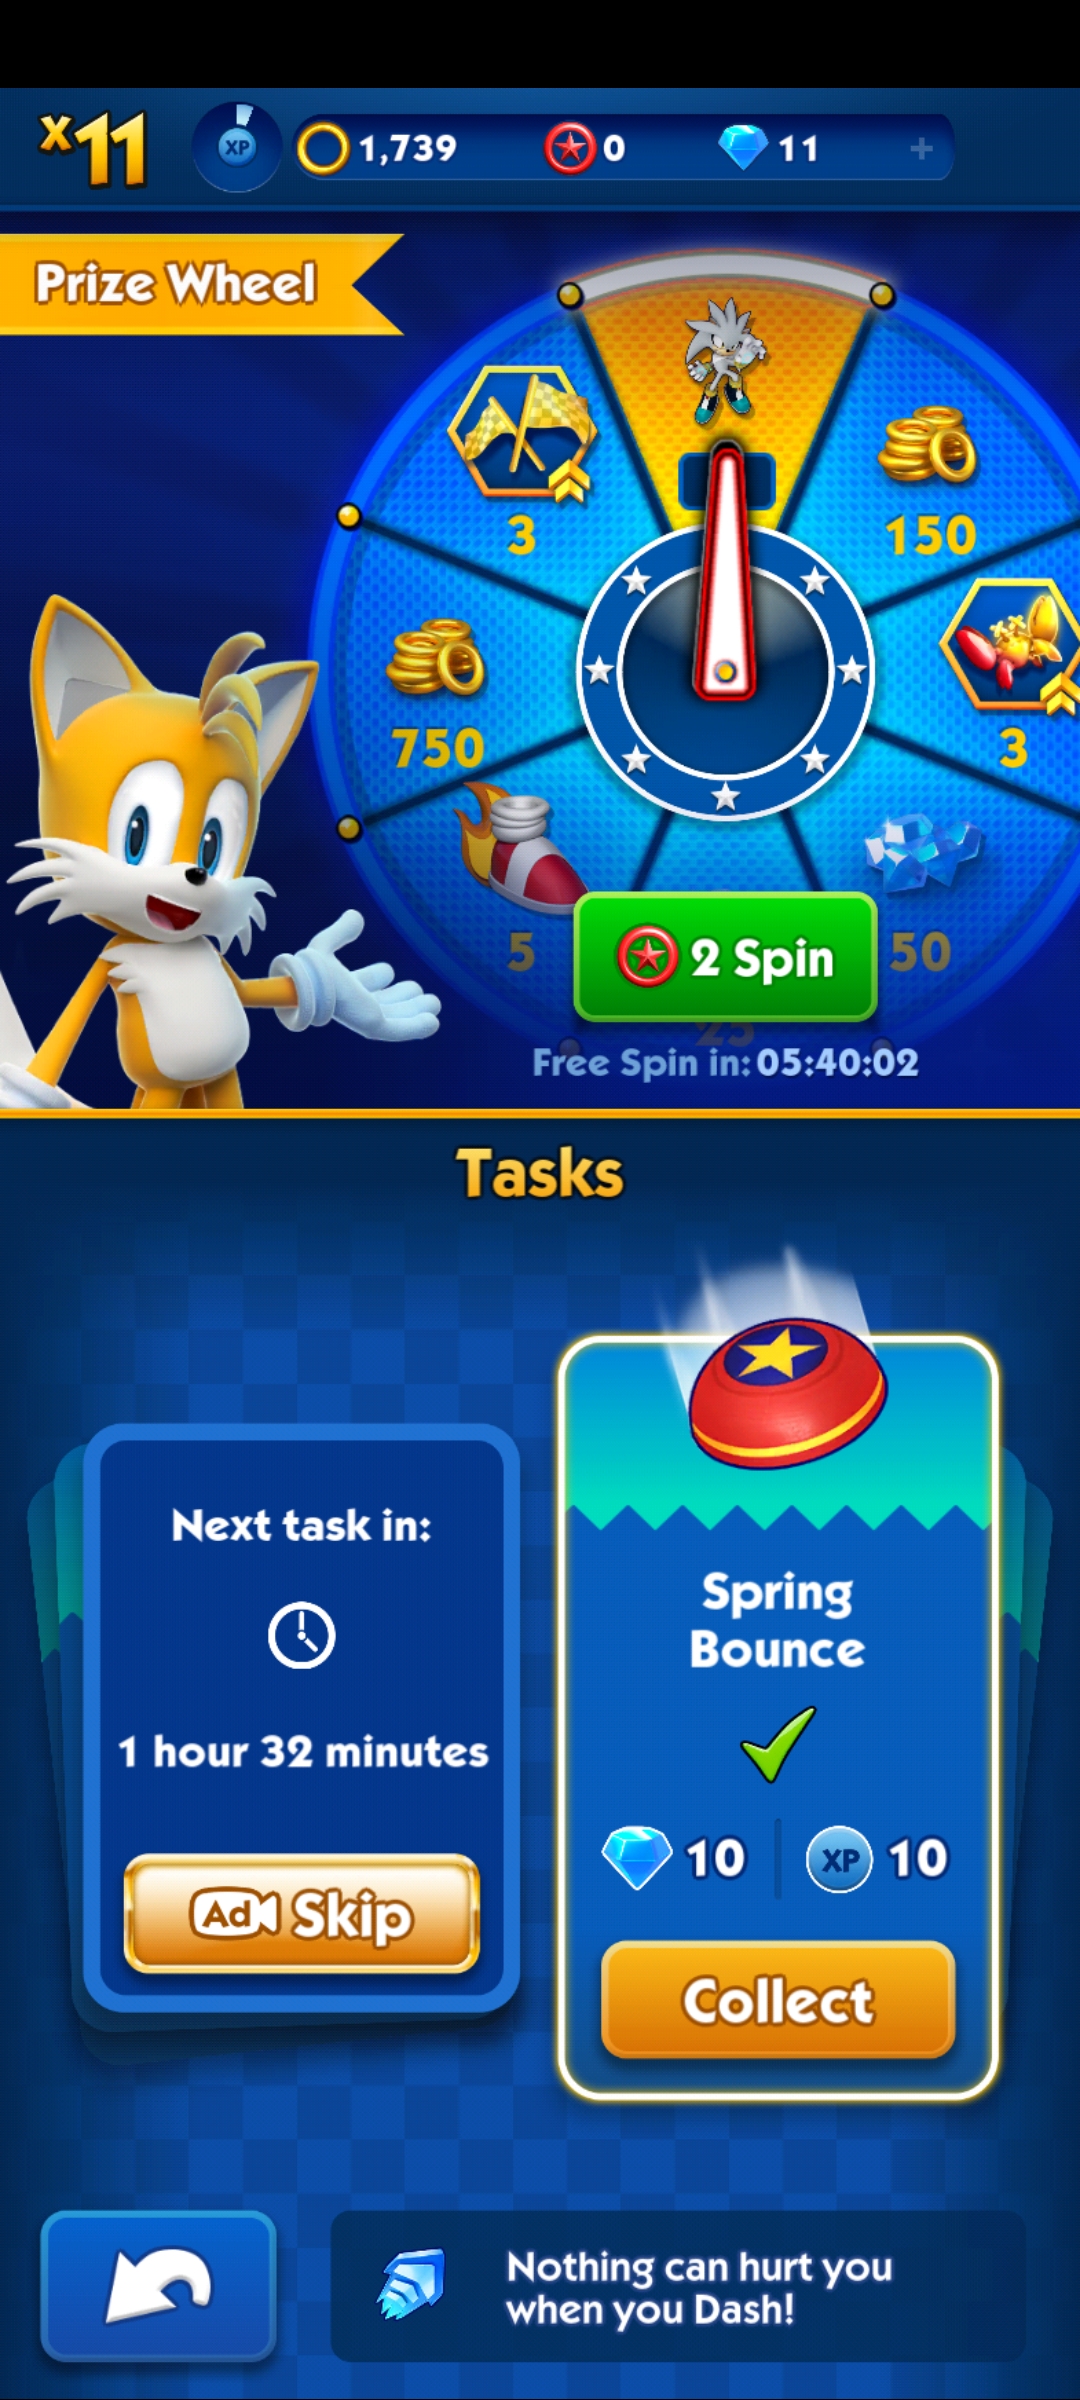 x11
XP
1,739
0
11
+
Prize Wheel
3
150
750
3
5
50
25
2 Spin
Free Spin in: 05:40:02
Tasks
Next task in:
1 hour 32 minutes
Ad Skip
Spring
Bounce
10
XP 10
Collect
Nothing can hurt you
when you Dash!